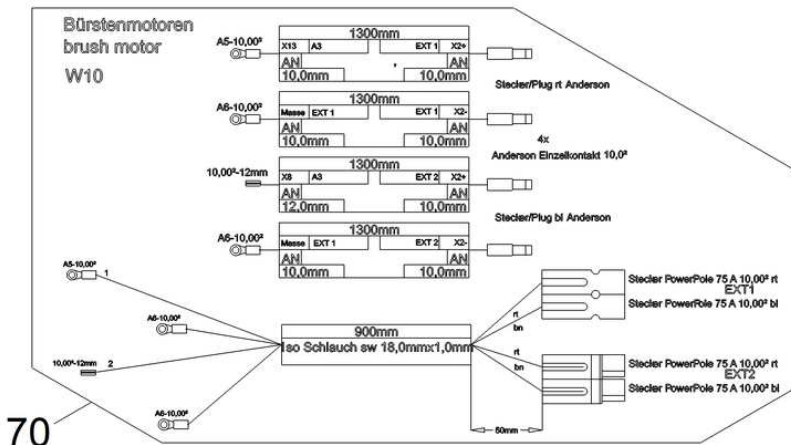 Bürstenmotoren
brush motor
W10
A5-10,00²
1300mm
X13 A3 EXT 1 X2+
AN AN
10,0mm 10,0mm
Stecker/Plug rt Anderson
A6-10,00²
1300mm
Masse EXT 1 EXT 1 X2-
AN AN
10,0mm 10,0mm
4x
Anderson Einzelkontakt 10,0²
10,00²-12mm
1300mm
X8 A3 EXT 2 X2+
AN AN
12,0mm 10,0mm
Stecker/Plug bl Anderson
A6-10,00²
1300mm
Masse EXT 1 EXT 2 X2-
AN AN
10,0mm 10,0mm
A5-10,00²
1
A6-10,00²
10,00²-12mm 2
A6-10,00²
900mm
Iso Schlauch sw 18,0mmx1,0mm
rt
bn
rt
bn
Stecker PowerPole 75 A 10,00² rt
EXT1
Stecker PowerPole 75 A 10,00² bl
Stecker PowerPole 75 A 10,00² rt
EXT2
Stecker PowerPole 75 A 10,00² bl
50mm
70